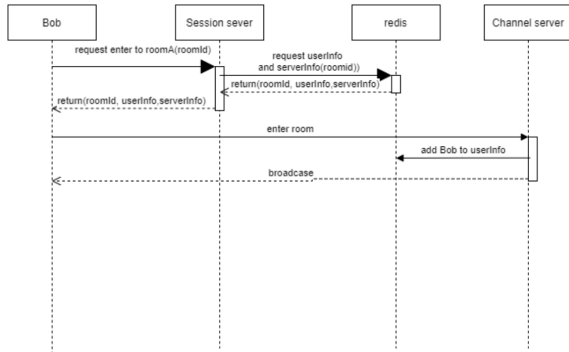 Bob
Session sever
redis
Channel server
request enter to roomA(roomId)
request userInfo
and serverInfo(roomid))
return(roomId, userInfo,serverInfo)
return(roomId, userInfo,serverInfo)
enter room
add Bob to userInfo
broadcase